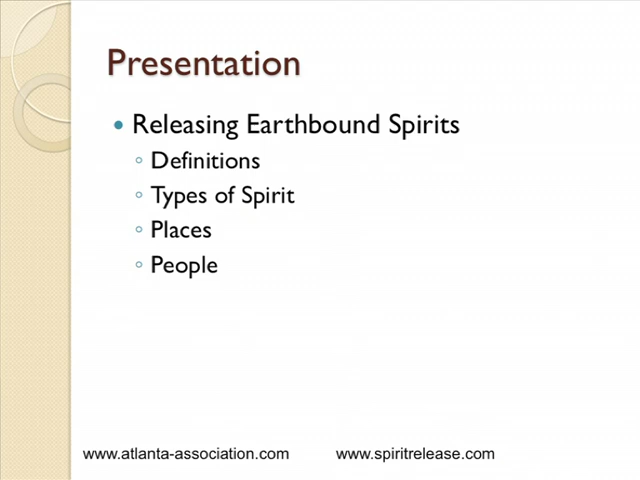 Presentation
Releasing Earthbound Spirits
Definitions
Types of Spirit
Places
People
www.atlanta-association.com www.spiritrelease.com